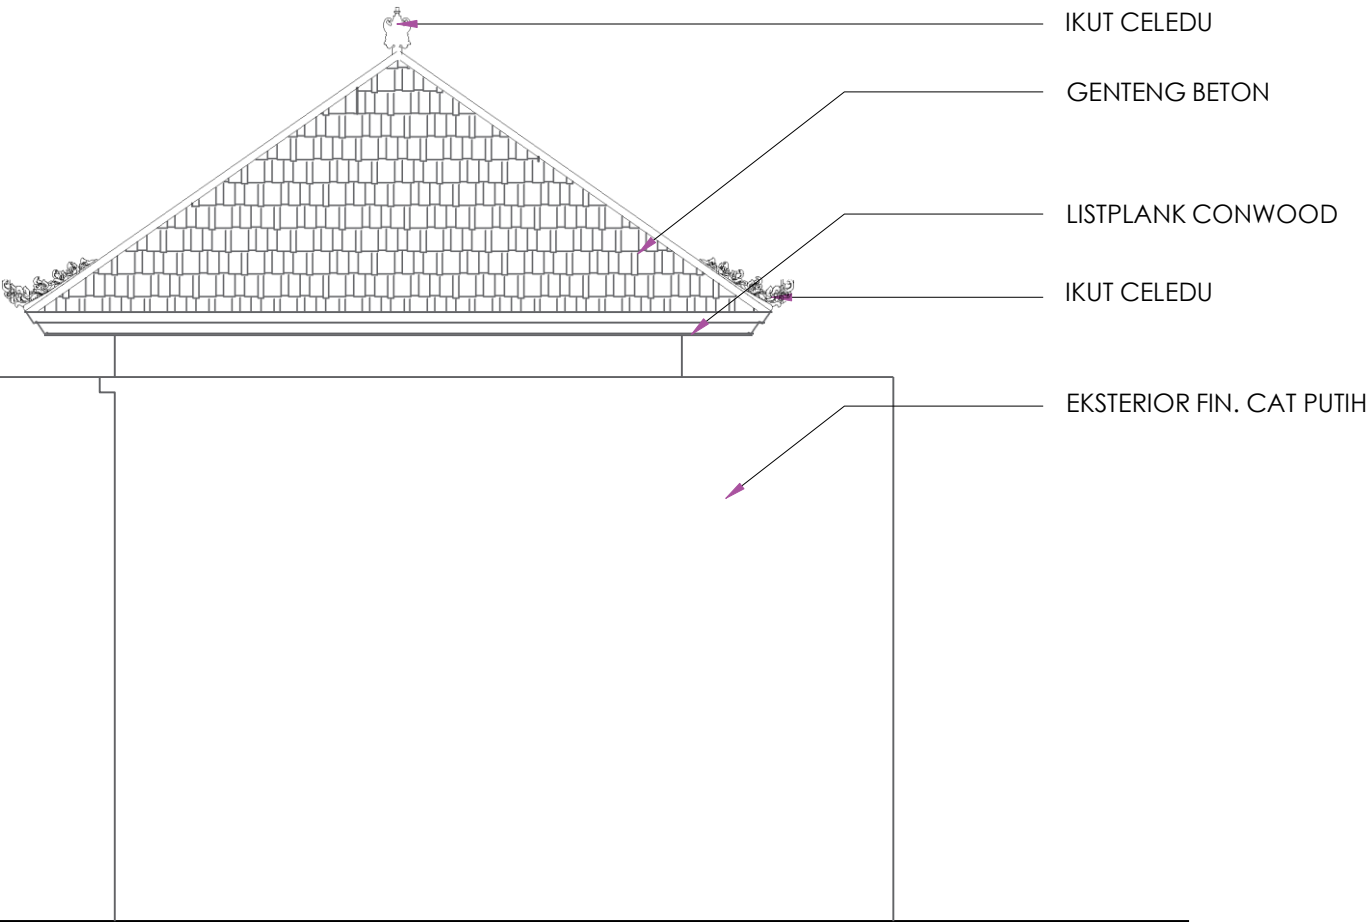 IKUT CELEDU
GENTENG BETON
LISTPLANK CONWOOD
IKUT CELEDU
EKSTERIOR FIN. CAT PUTIH